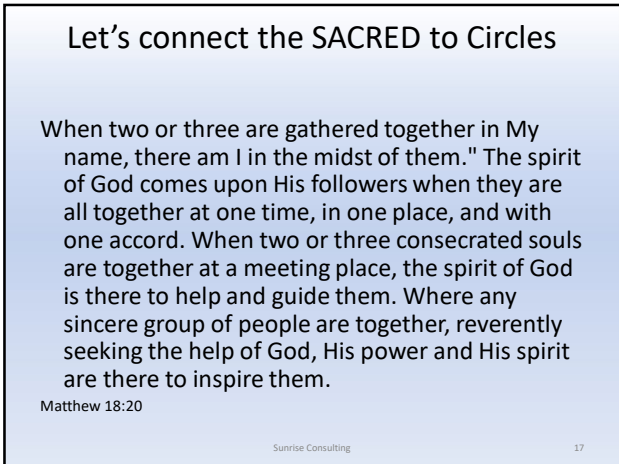 Let’s connect the SACRED to Circles
When two or three are gathered together in My
name, there am I in the midst of them." The spirit
of God comes upon His followers when they are
all together at one time, in one place, and with
one accord. When two or three consecrated souls
are together at a meeting place, the spirit of God
is there to help and guide them. Where any
sincere group of people are together, reverently
seeking the help of God, His power and His spirit
are there to inspire them.
Matthew 18:20
Sunrise Consulting
17